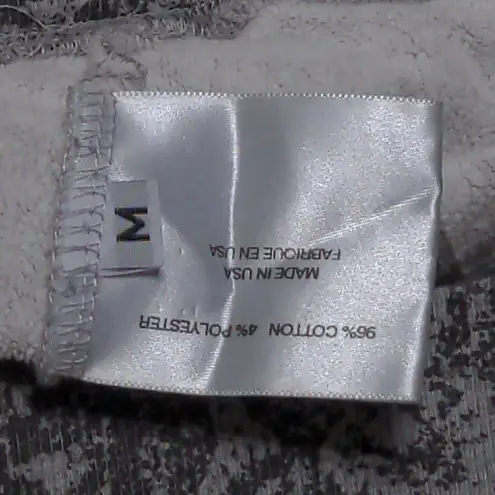 96% COTTON 4% POLYESTER
MADE IN USA
FABRIQUE EN USA
M